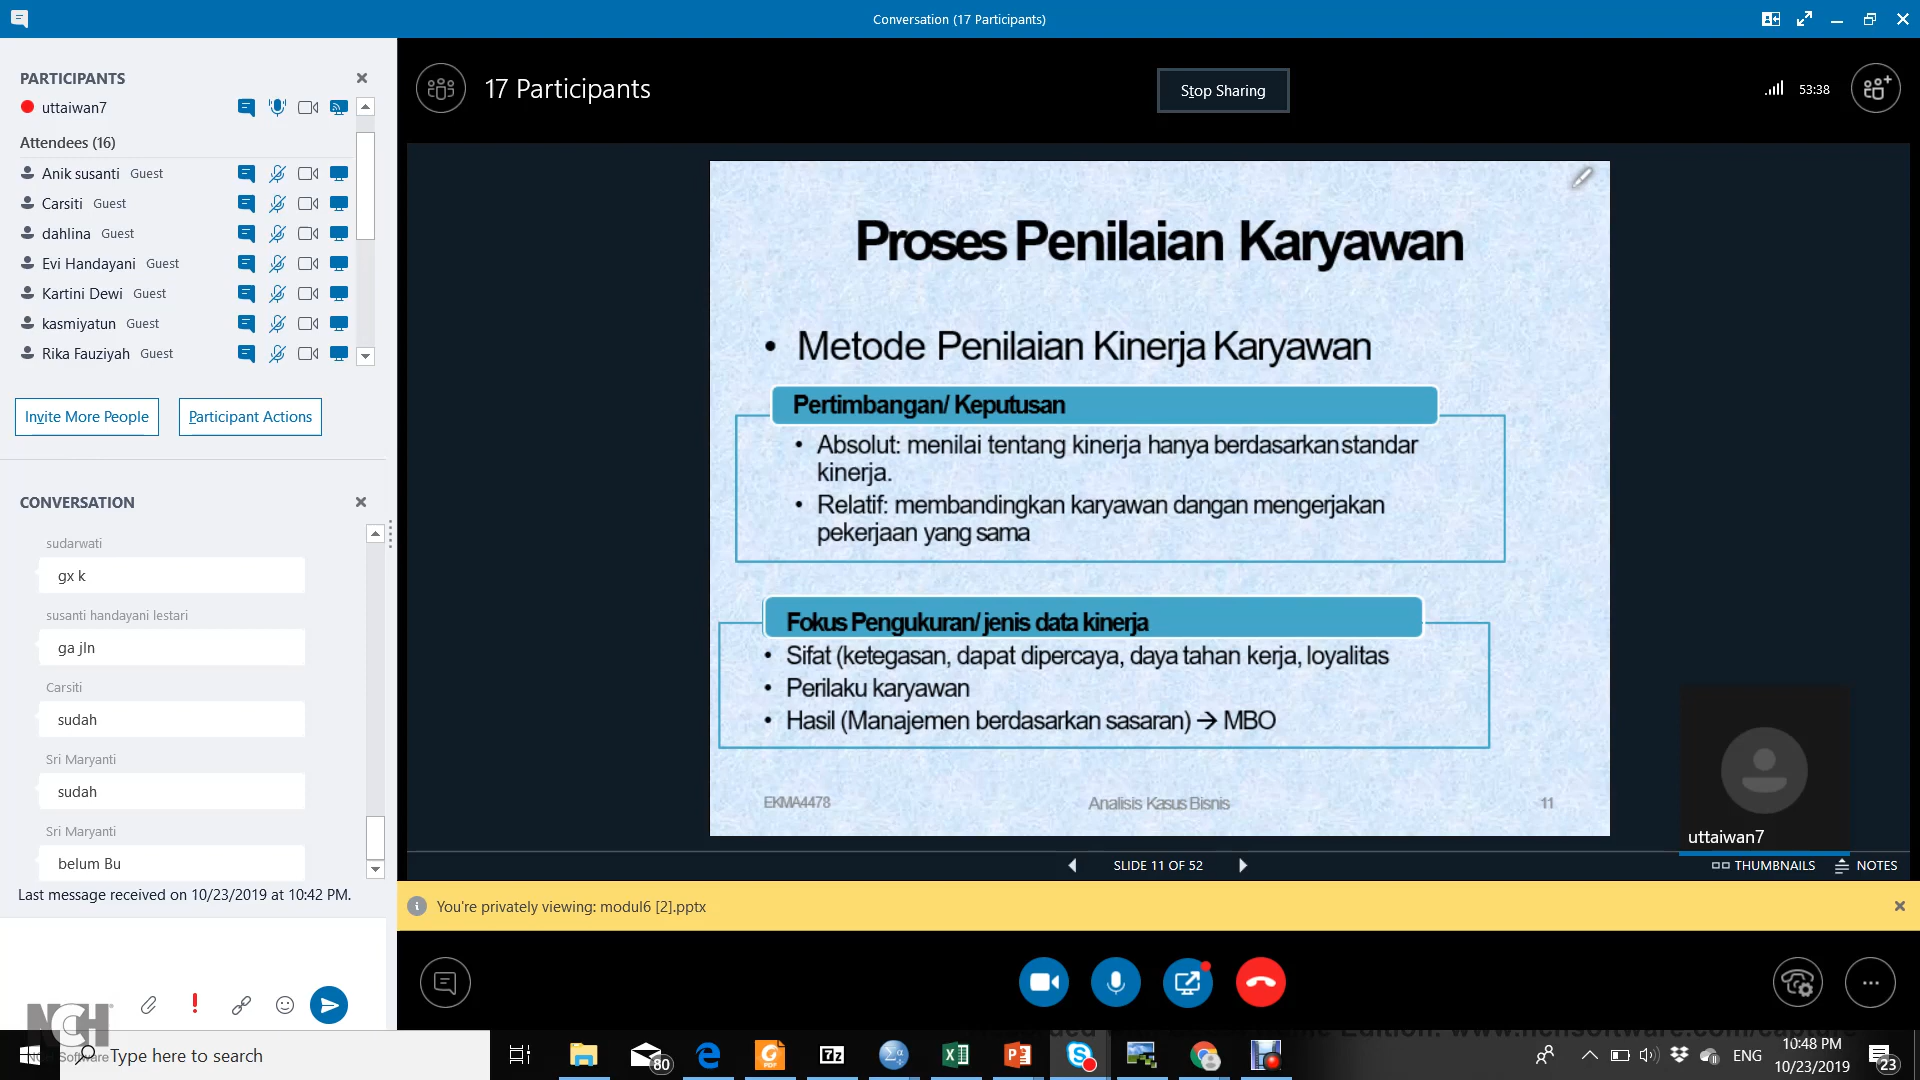 Conversation (17 Participants)
PARTICIPANTS
uttaiwan7
Attendees (16)
Anik susanti Guest
Carsiti Guest
dahlina Guest
Evi Handayani Guest
Kartini Dewi Guest
kasmiyatun Guest
Rika Fauziyah Guest
Invite More People
Participant Actions
CONVERSATION
sudarwati
gx k
susanti handayani lestari
ga jln
Carsiti
sudah
Sri Maryanti
sudah
Sri Maryanti
belum Bu
Last message received on 10/23/2019 at 10:42 PM.
17 Participants
Stop Sharing
53:38
Proses Penilaian Karyawan
• Metode Penilaian Kinerja Karyawan
Pertimbangan/ Keputusan
• Absolut: menilai tentang kinerja hanya berdasarkan standar
kinerja.
• Relatif: membandingkan karyawan dangan mengerjakan
pekerjaan yang sama
Fokus Pengukuran/ jenis data kinerja
• Sifat (ketegasan, dapat dipercaya, daya tahan kerja, loyalitas
• Perilaku karyawan
• Hasil (Manajemen berdasarkan sasaran) → MBO
EKMA4478
Analisis Kasus Bisnis
11
uttaiwan7
SLIDE 11 OF 52
THUMBNAILS
NOTES
You're privately viewing: modul6 [2].pptx
NCH
NCH Software
Type here to search
80
PDF
7z
ENG
10:48 PM
10/23/2019
23